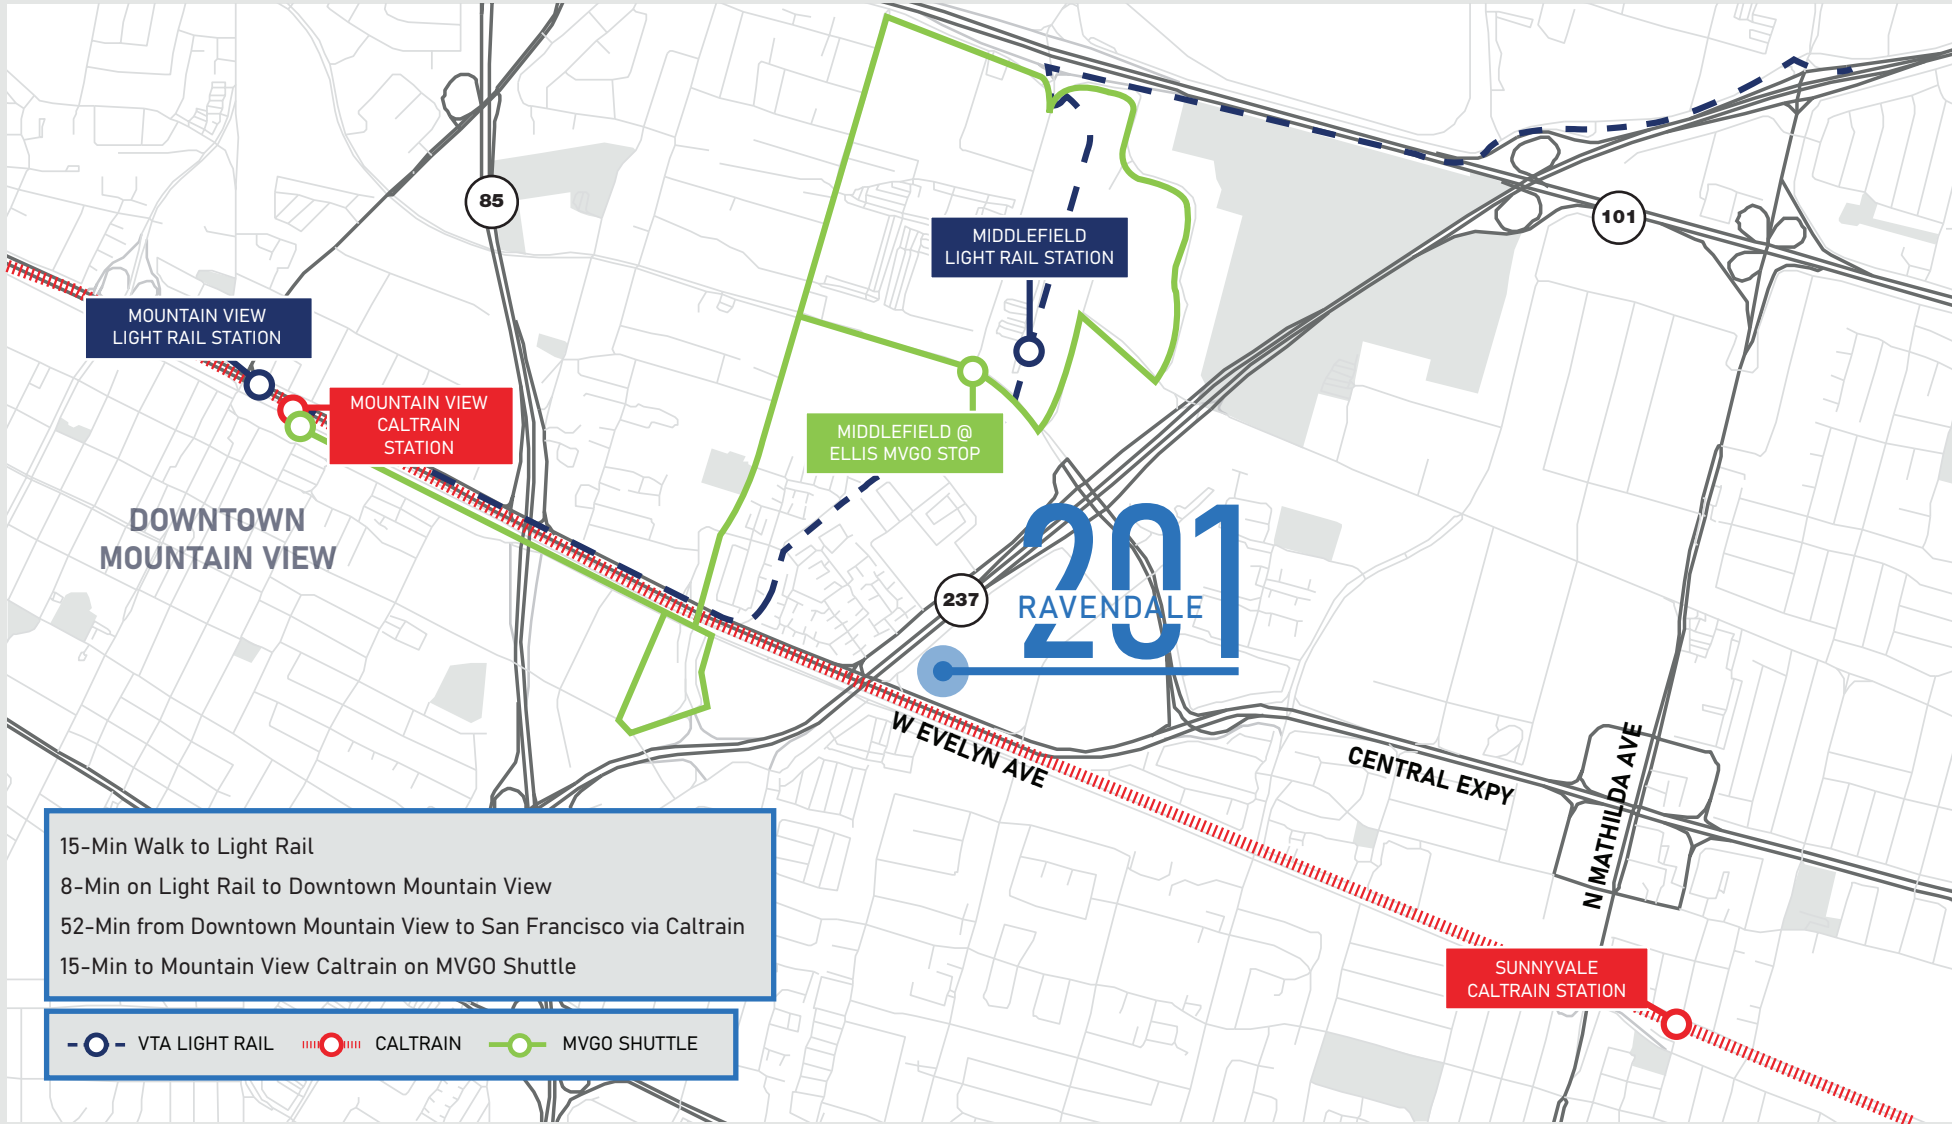 85
101
MIDDLEFIELD
LIGHT RAIL STATION
MOUNTAIN VIEW
LIGHT RAIL STATION
MOUNTAIN VIEW
CALTRAIN
STATION
MIDDLEFIELD @
ELLIS MVGO STOP
DOWNTOWN
MOUNTAIN VIEW
237
201
RAVENDALE
W EVELYN AVE
CENTRAL EXPY
N MATHILDA AVE
15-Min Walk to Light Rail
8-Min on Light Rail to Downtown Mountain View
52-Min from Downtown Mountain View to San Francisco via Caltrain
15-Min to Mountain View Caltrain on MVGO Shuttle
SUNNYVALE
CALTRAIN STATION
VTA LIGHT RAIL
CALTRAIN
MVGO SHUTTLE